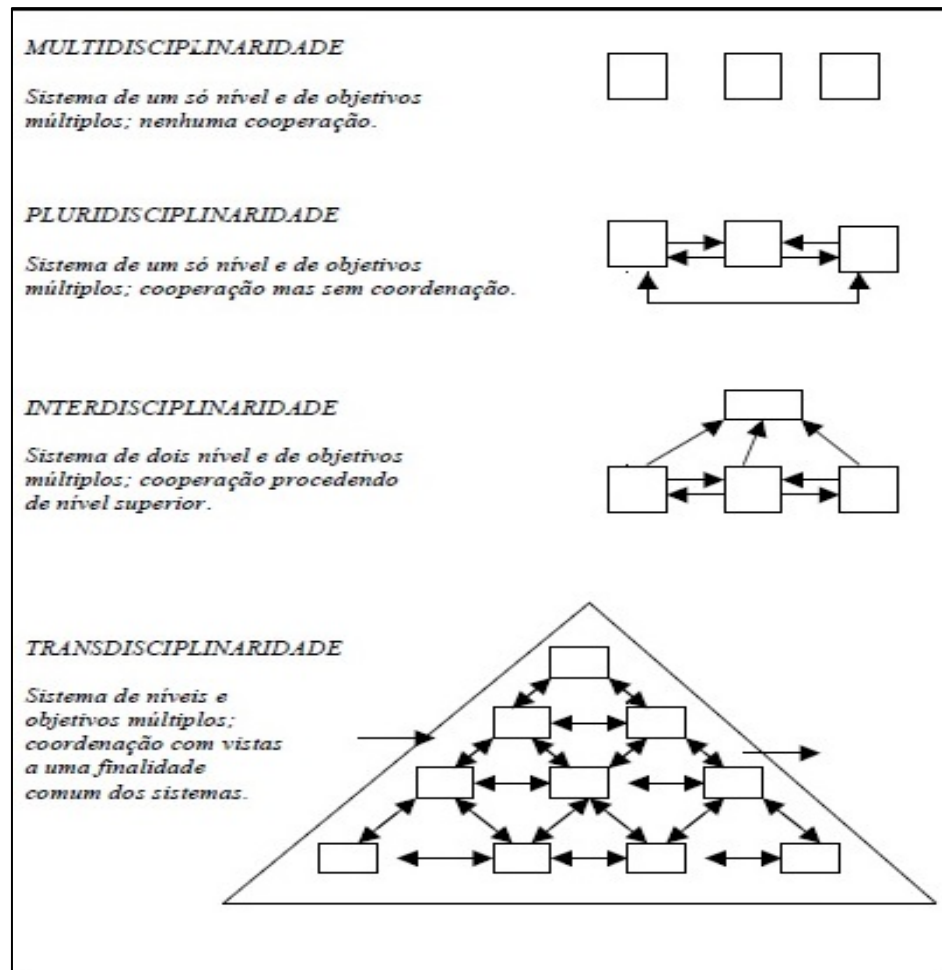 MULTIDISCIPLINARIDADE
Sistema de um só nível e de objetivos
múltiplos; nenhuma cooperação.
PLURIDISCIPLINARIDADE
Sistema de um só nível e de objetivos
múltiplos; cooperação mas sem coordenação.
INTERDISCIPLINARIDADE
Sistema de dois nível e de objetivos
múltiplos; cooperação procedendo
de nível superior.
TRANSDISCIPLINARIDADE
Sistema de níveis e
objetivos múltiplos;
coordenação com vistas
a uma finalidade
comum dos sistemas.